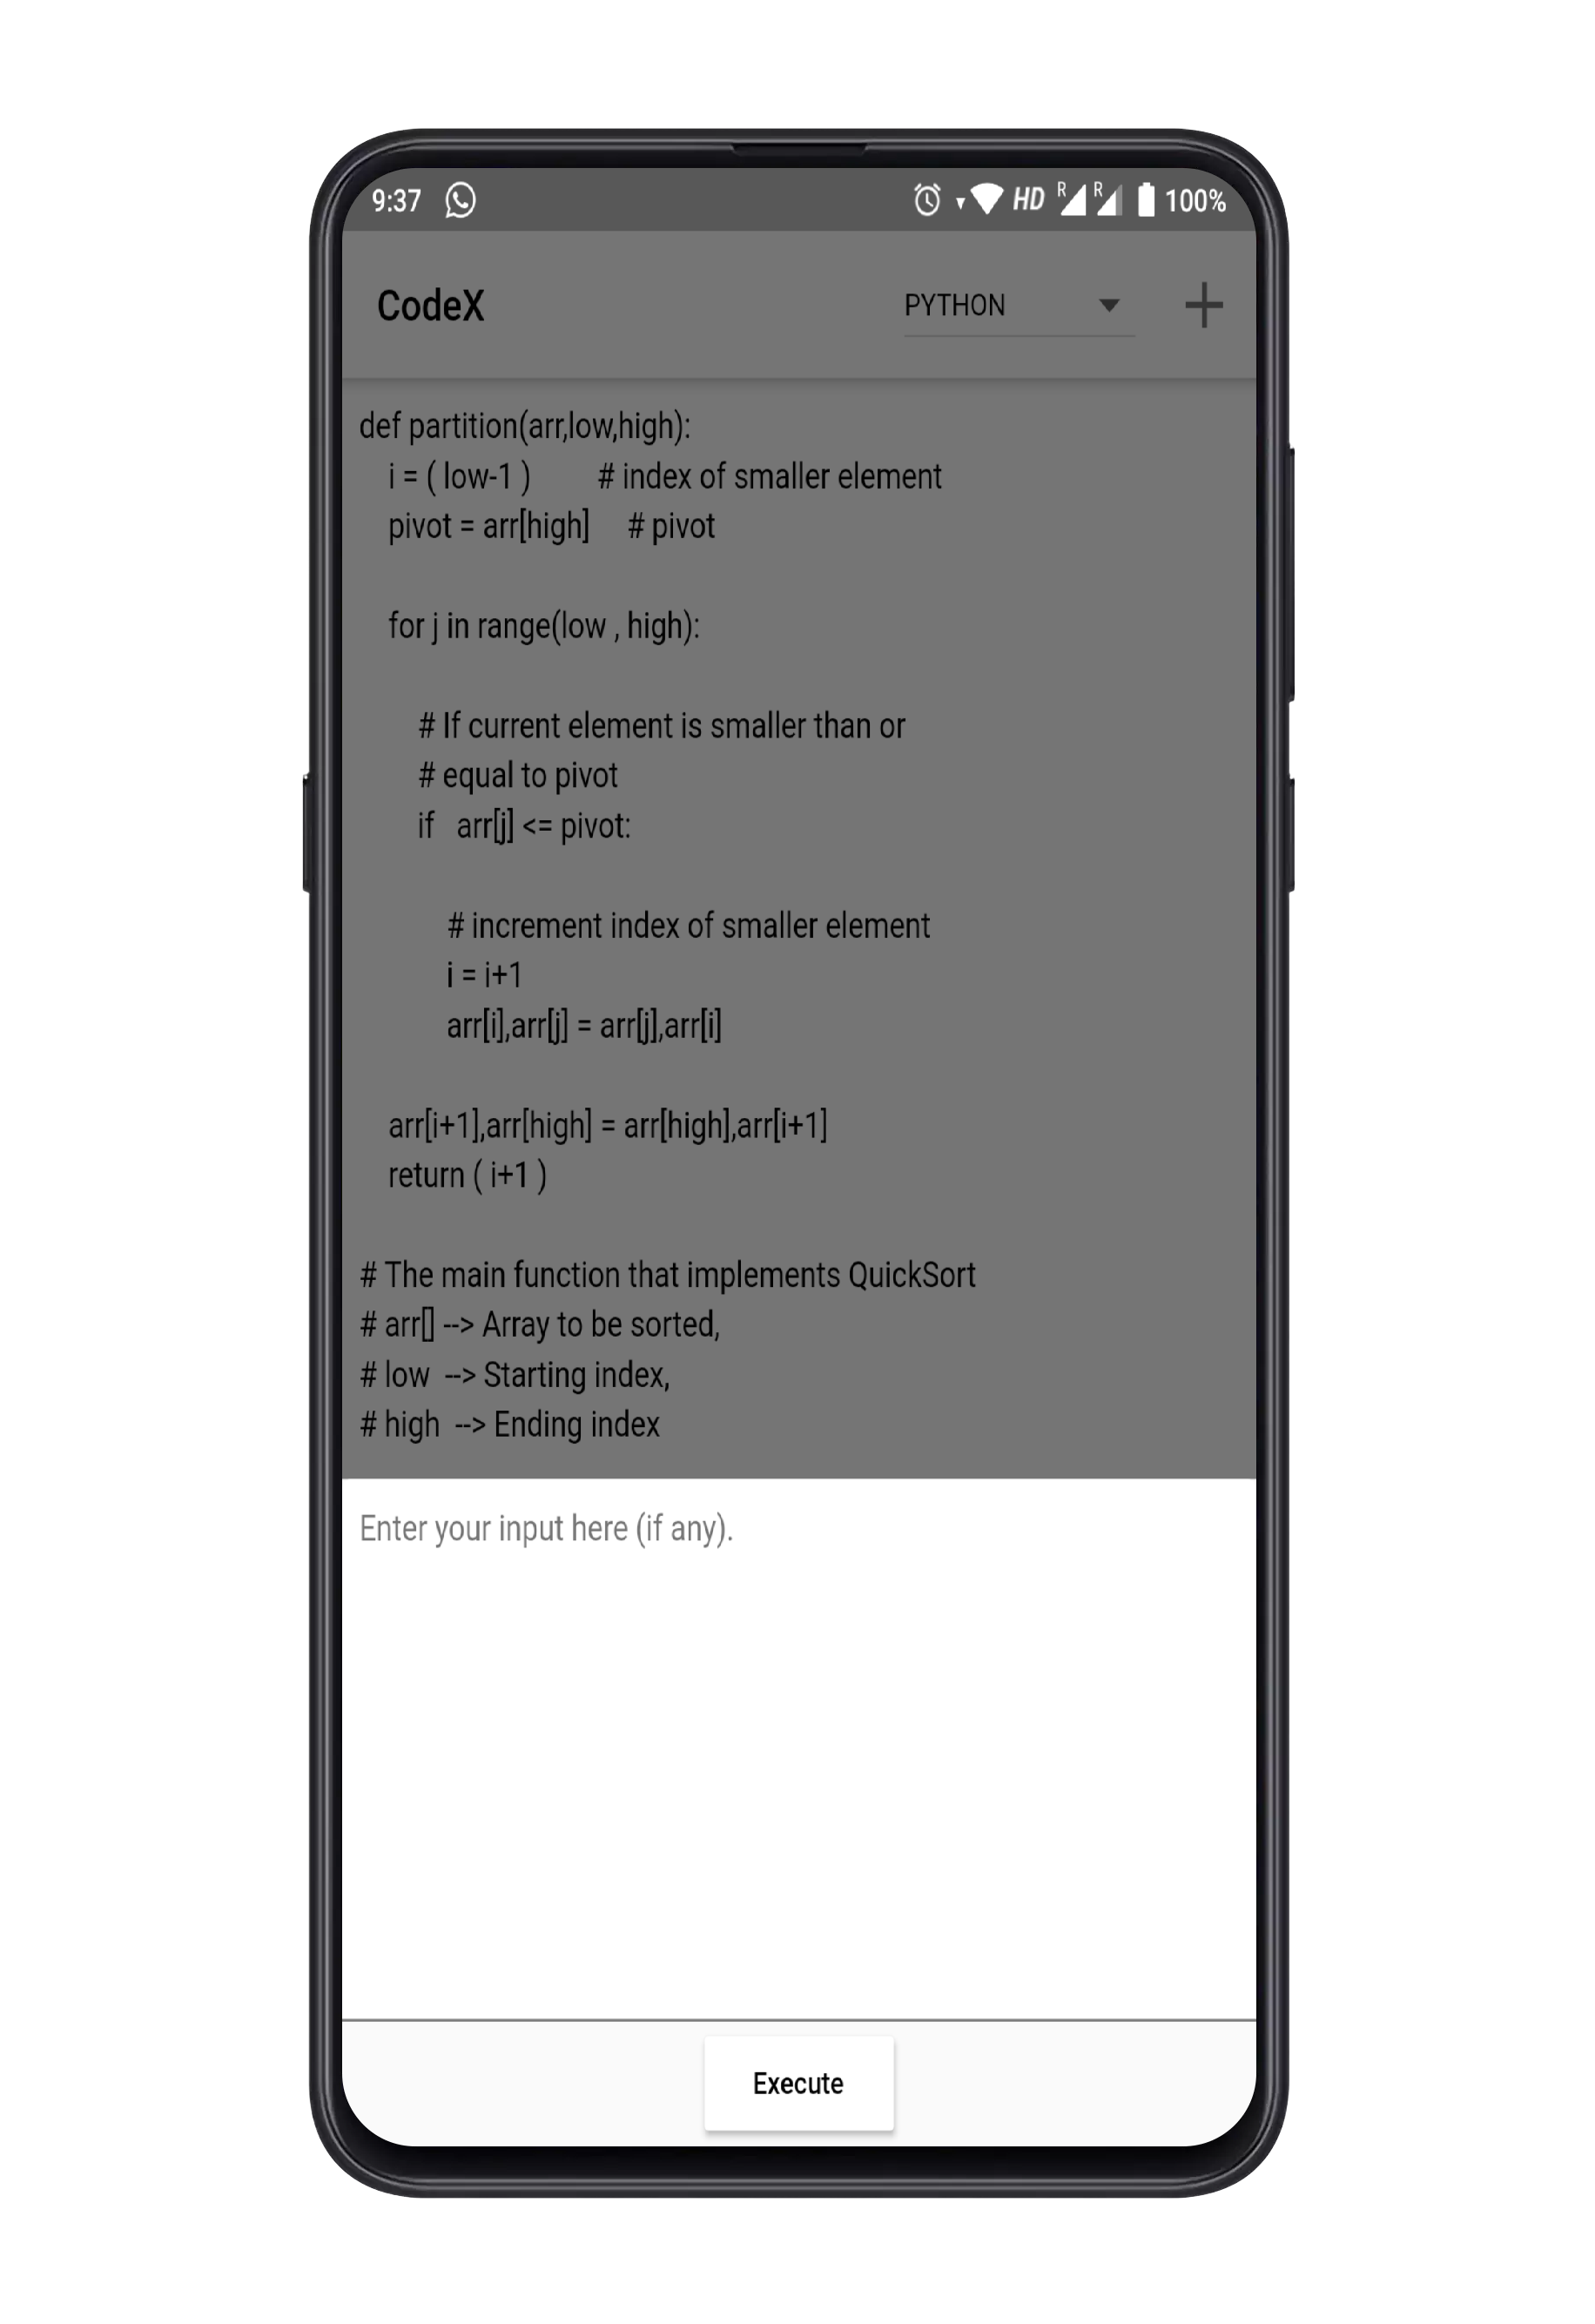 9:37 HD R R 100%
CodeX PYTHON
def partition(arr,low,high):
    i = ( low-1 )         # index of smaller element
    pivot = arr[high]     # pivot
    for j in range(low , high):
        # If current element is smaller than or
        # equal to pivot
        if   arr[j] <= pivot:
            # increment index of smaller element
            i = i+1
            arr[i],arr[j] = arr[j],arr[i]
    arr[i+1],arr[high] = arr[high],arr[i+1]
    return ( i+1 )
# The main function that implements QuickSort
# arr[] --> Array to be sorted,
# low  --> Starting index,
# high  --> Ending index
Enter your input here (if any).
Execute